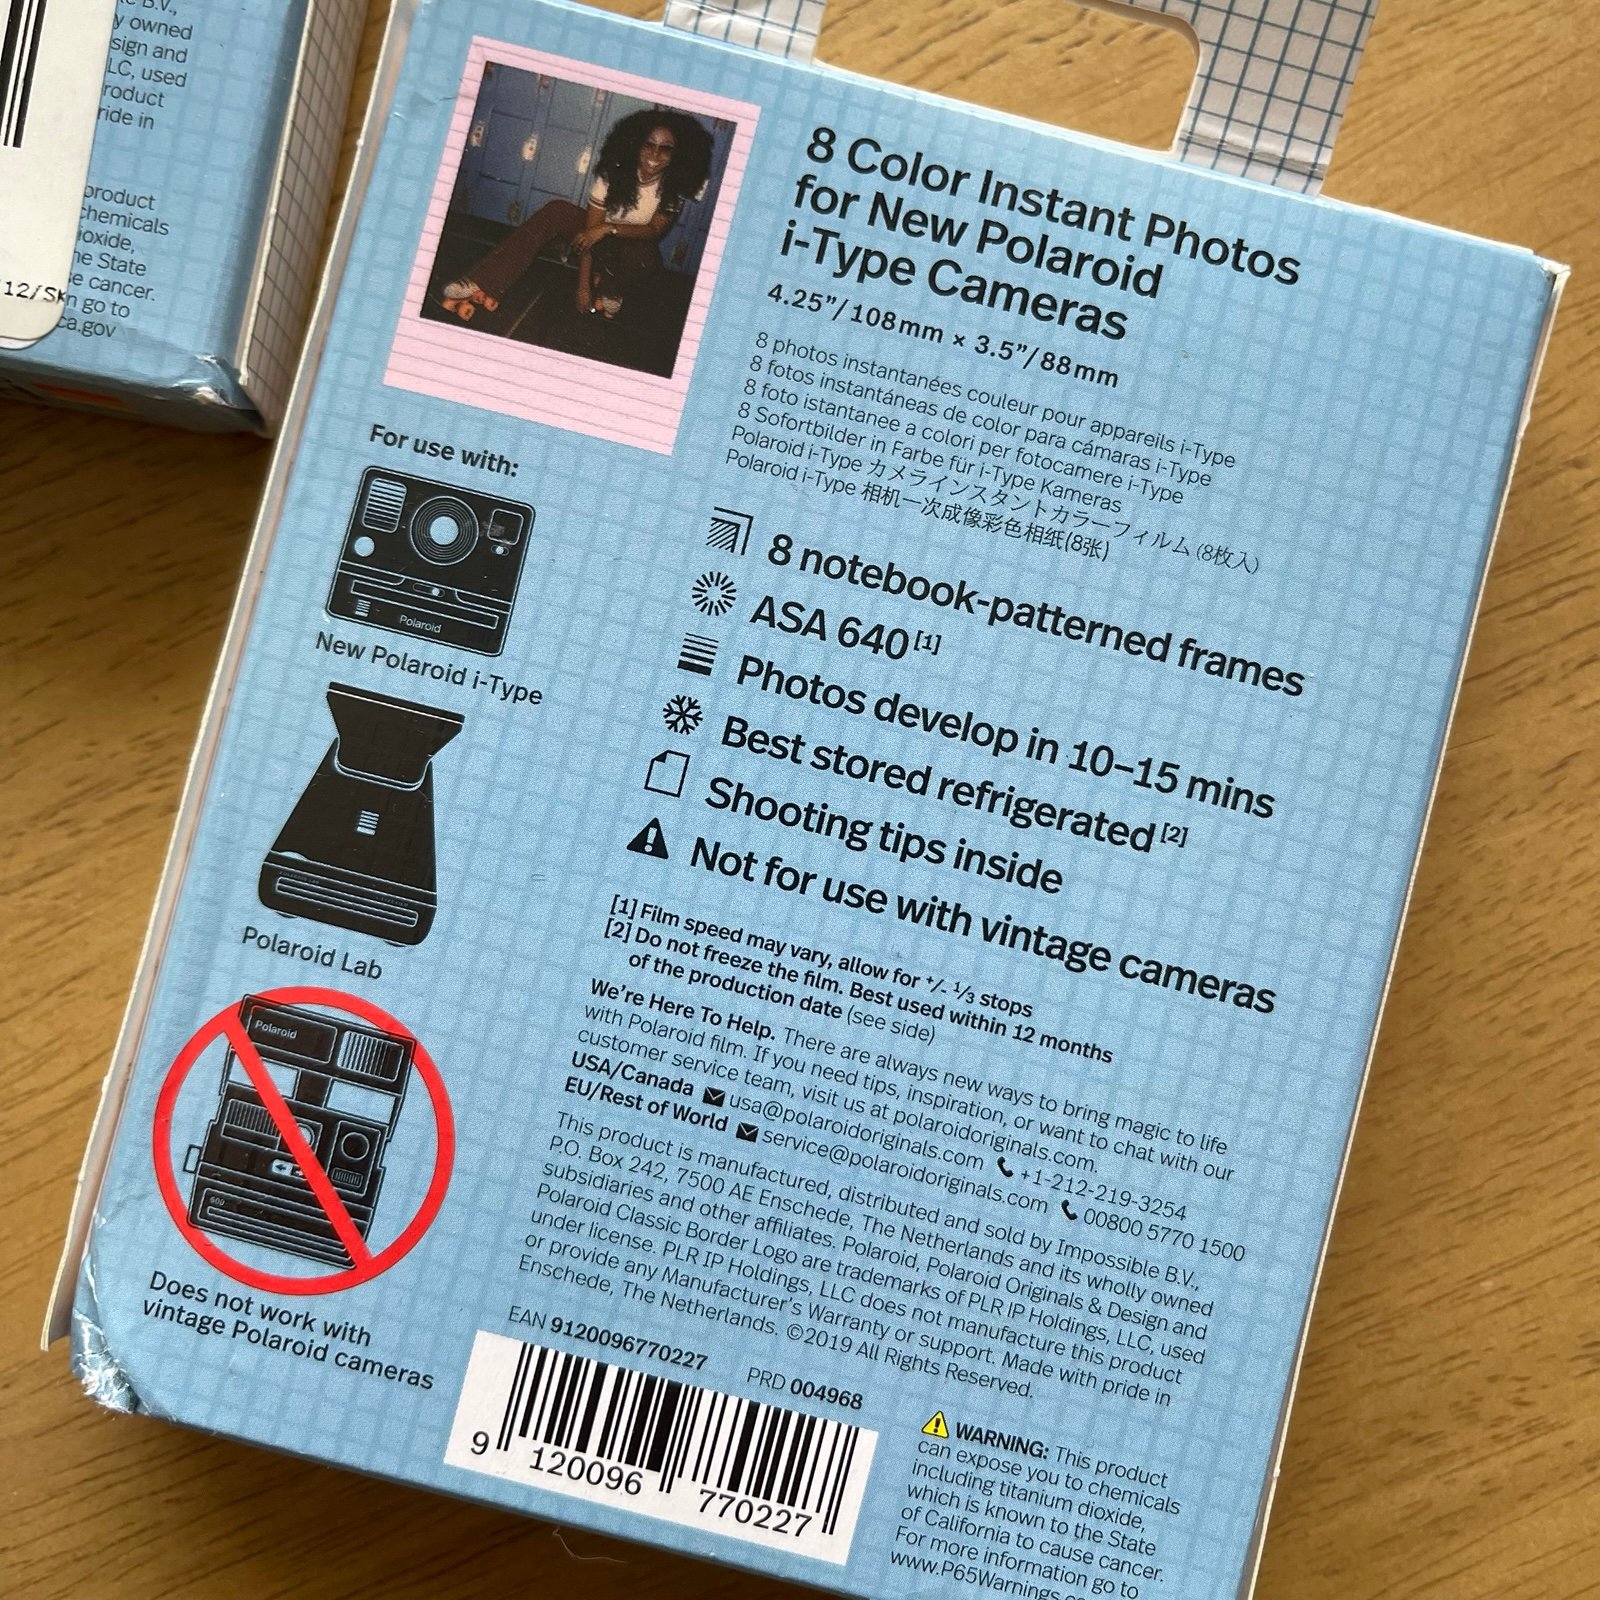 B.V.,
y owned
sign and
LC, used
roduct
ride in
product
chemicals
ioxide,
he State
e cancer.
n go to
ca.gov
12/SK
8 Color Instant Photos
for New Polaroid
i-Type Cameras
4.25”/108mm × 3.5”/88mm
8 photos instantanées couleur pour appareils i-Type
8 fotos instantáneas de color para cámaras i-Type
8 foto istantanee a colori per fotocamere i-Type
8 Sofortbilder in Farbe für i-Type Kameras
Polaroid i-Type カメラインスタントカラーフィルム (8枚入)
Polaroid i-Type 相机一次成像彩色相纸(8张)
For use with:
Polaroid
New Polaroid i-Type
Polaroid Lab
Polaroid
600
Does not work with
vintage Polaroid cameras
8 notebook-patterned frames
ASA 640[1]
Photos develop in 10–15 mins
Best stored refrigerated[2]
Shooting tips inside
Not for use with vintage cameras
[1] Film speed may vary, allow for +/- 1/3 stops
[2] Do not freeze the film. Best used within 12 months
of the production date (see side)
We’re Here To Help. There are always new ways to bring magic to life
with Polaroid film. If you need tips, inspiration, or want to chat with our
customer service team, visit us at polaroidoriginals.com.
USA/Canada usa@polaroidoriginals.com +1-212-219-3254
EU/Rest of World service@polaroidoriginals.com 00800 5770 1500
This product is manufactured, distributed and sold by Impossible B.V.,
P.O. Box 242, 7500 AE Enschede, The Netherlands and its wholly owned
subsidiaries and other affiliates. Polaroid, Polaroid Originals & Design and
Polaroid Classic Border Logo are trademarks of PLR IP Holdings, LLC, used
under license. PLR IP Holdings, LLC does not manufacture this product
or provide any Manufacturer’s Warranty or support. Made with pride in
Enschede, The Netherlands. ©2019 All Rights Reserved.
EAN 9120096770227
PRD 004968
9 120096 770227
WARNING: This product
can expose you to chemicals
including titanium dioxide,
which is known to the State
of California to cause cancer.
For more information go to
www.P65Warnings.c